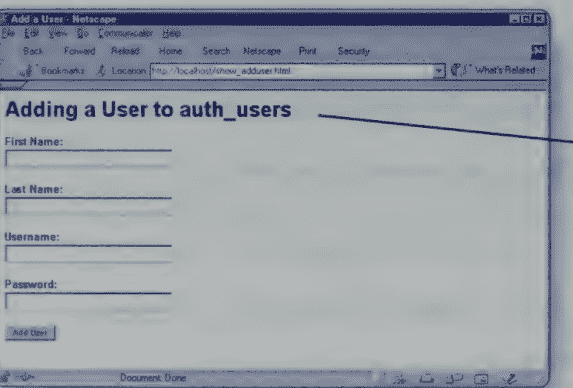 Add a User - Netscape
File Edit View Go Communicator Help
Back Forward Reload Home Search Netscape Print Security
Bookmarks Location http://localhost/show_adduser.html What's Related
Adding a User to auth_users
First Name:
Last Name:
Username:
Password:
Add User
Document: Done